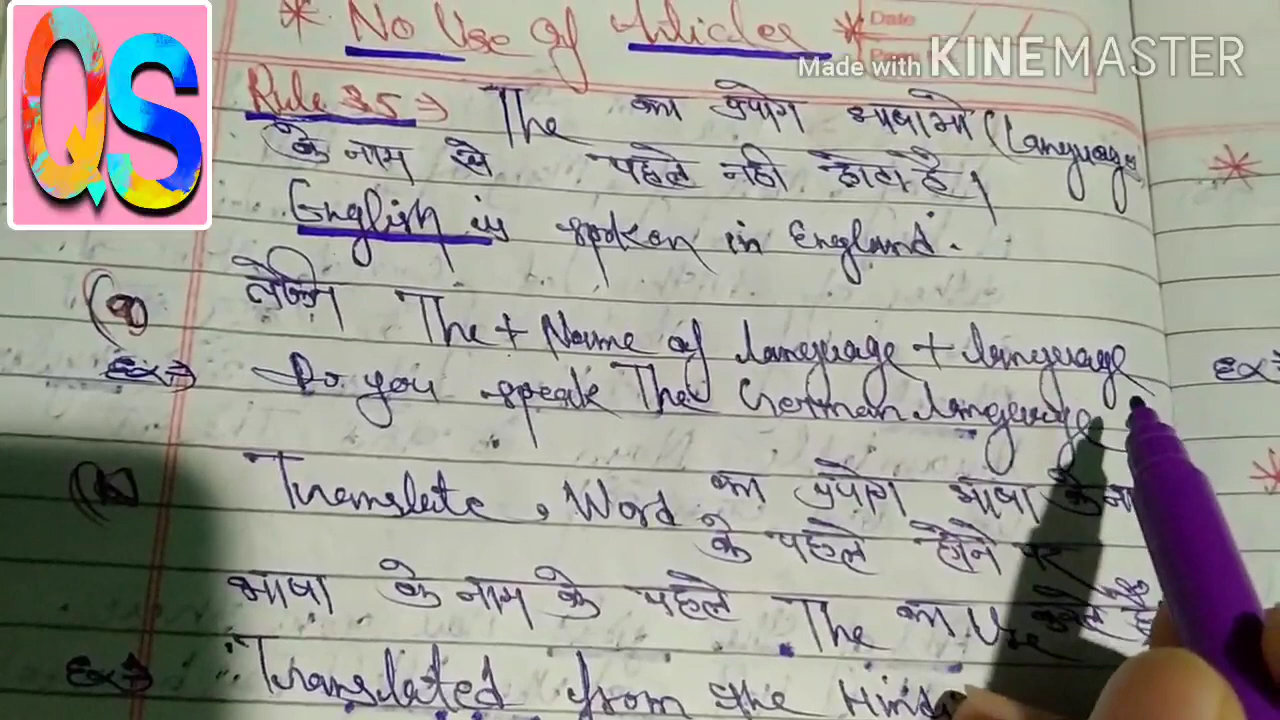 QS
* No Use of Articles *
Date
Made with KINEMASTER
Rule 35 ⇒ The का प्रयोग भाषाओ (Language
के नाम से पहले नही होता है।
English is spoken in England.
लेकिन The + Name of language + language
Ex ⇒ Do you speak The German language
Translate, Word का प्रयोग भाषा के ना
के पहले होने पर
भाषा के नाम के पहले The का Use
Ex ⇒ Translated from the Hindi
Ex ⇒